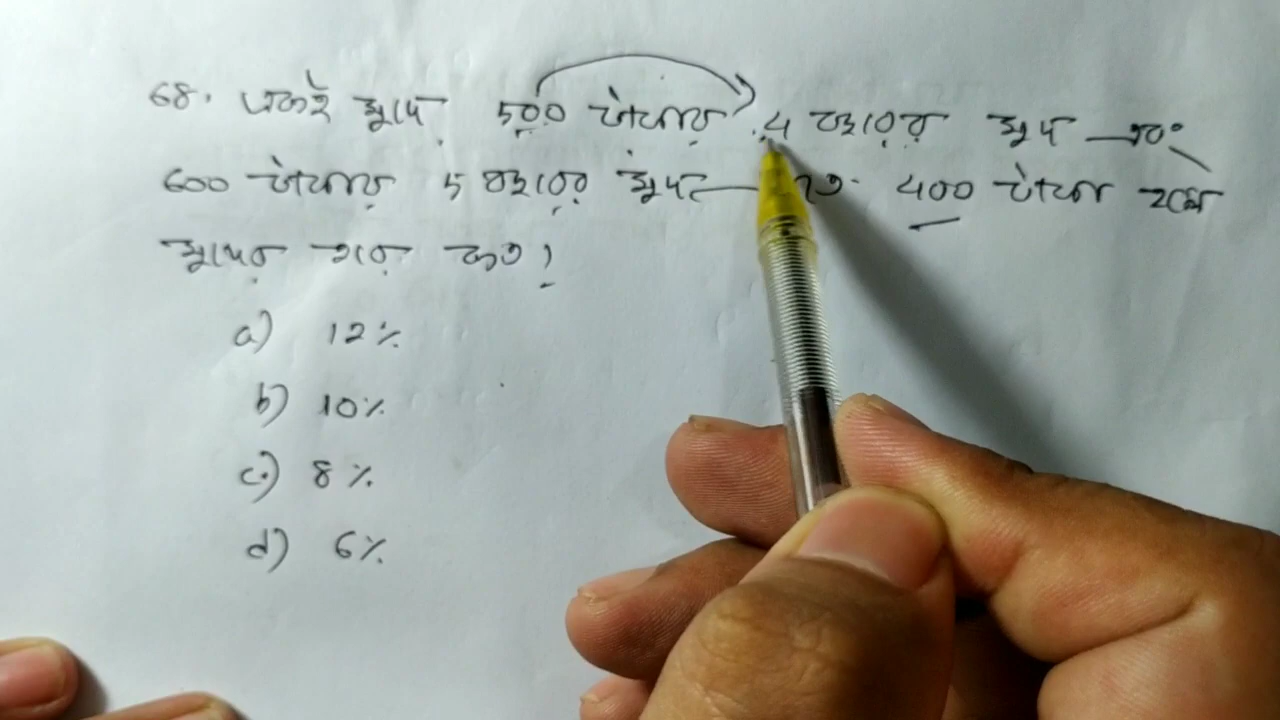 68. একই সুদে 500 টাকার 4 বছরের সুদ এবং
600 টাকার 5 বছরের সুদ 400 টাকা হলে
সুদের হার কত?
a) 12%
b) 10%
c) 8%
d) 6%